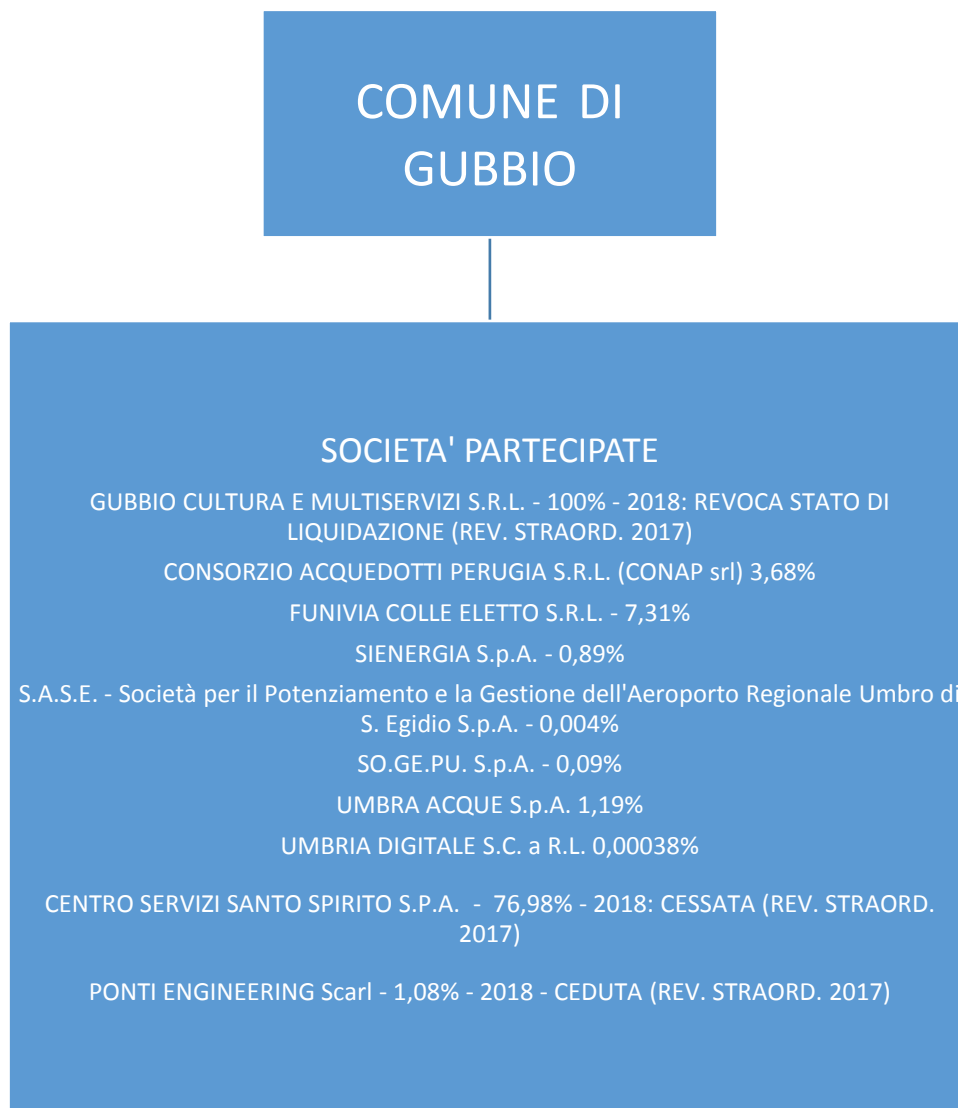 COMUNE DI
GUBBIO
SOCIETA' PARTECIPATE
GUBBIO CULTURA E MULTISERVIZI S.R.L. - 100% - 2018: REVOCA STATO DI
LIQUIDAZIONE (REV. STRAORD. 2017)
CONSORZIO ACQUEDOTTI PERUGIA S.R.L. (CONAP srl) 3,68%
FUNIVIA COLLE ELETTO S.R.L. - 7,31%
SIENERGIA S.p.A. - 0,89%
S.A.S.E. - Società per il Potenziamento e la Gestione dell'Aeroporto Regionale Umbro di
S. Egidio S.p.A. - 0,004%
SO.GE.PU. S.p.A. - 0,09%
UMBRA ACQUE S.p.A. 1,19%
UMBRIA DIGITALE S.C. a R.L. 0,00038%
CENTRO SERVIZI SANTO SPIRITO S.P.A. - 76,98% - 2018: CESSATA (REV. STRAORD.
2017)
PONTI ENGINEERING Scarl - 1,08% - 2018 - CEDUTA (REV. STRAORD. 2017)